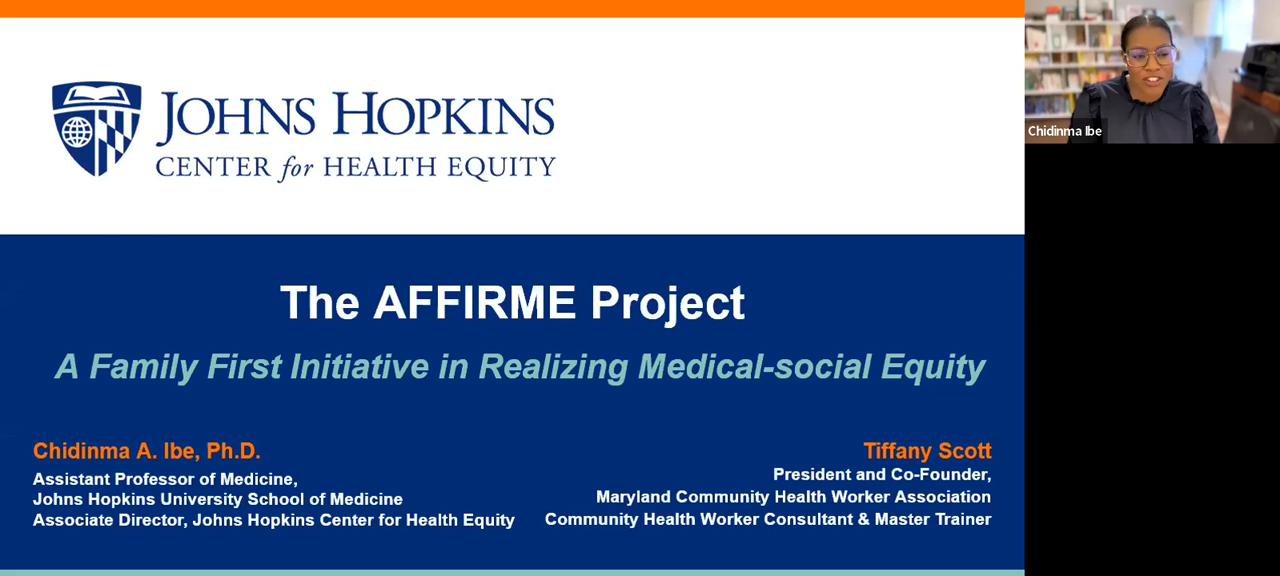 JOHNS HOPKINS
CENTER for HEALTH EQUITY
Chidinma Ibe
The AFFIRME Project
A Family First Initiative in Realizing Medical-social Equity
Chidinma A. Ibe, Ph.D.
Assistant Professor of Medicine,
Johns Hopkins University School of Medicine
Associate Director, Johns Hopkins Center for Health Equity
Tiffany Scott
President and Co-Founder,
Maryland Community Health Worker Association
Community Health Worker Consultant & Master Trainer